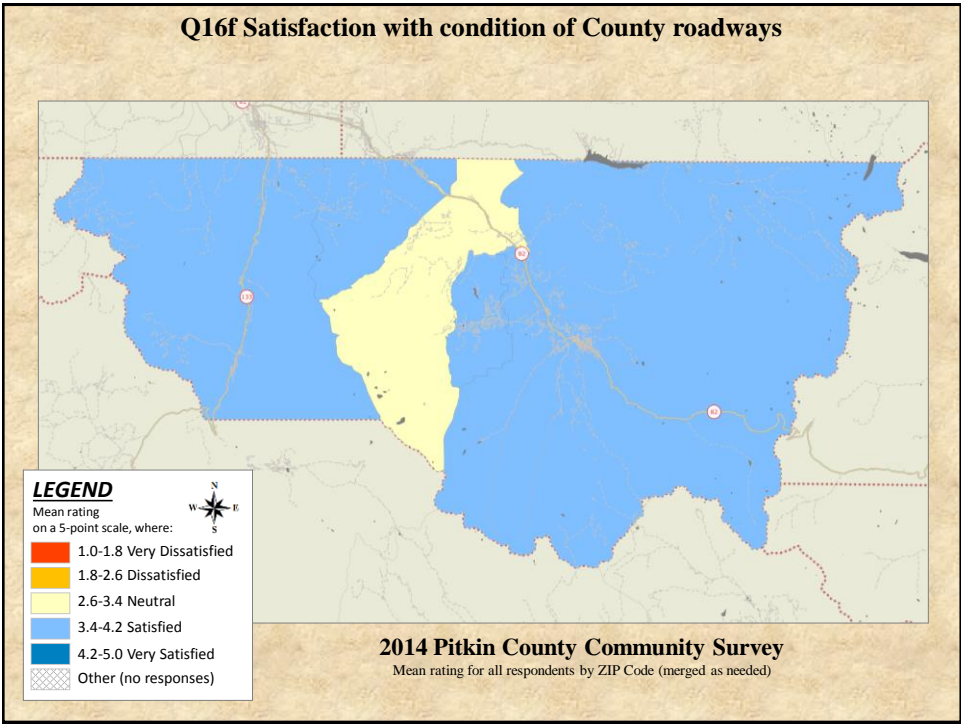 Q16f Satisfaction with condition of County roadways
82
133
82
LEGEND
N
W E
S
Mean rating
on a 5-point scale, where:
1.0-1.8 Very Dissatisfied
1.8-2.6 Dissatisfied
2.6-3.4 Neutral
3.4-4.2 Satisfied
4.2-5.0 Very Satisfied
Other (no responses)
2014 Pitkin County Community Survey
Mean rating for all respondents by ZIP Code (merged as needed)